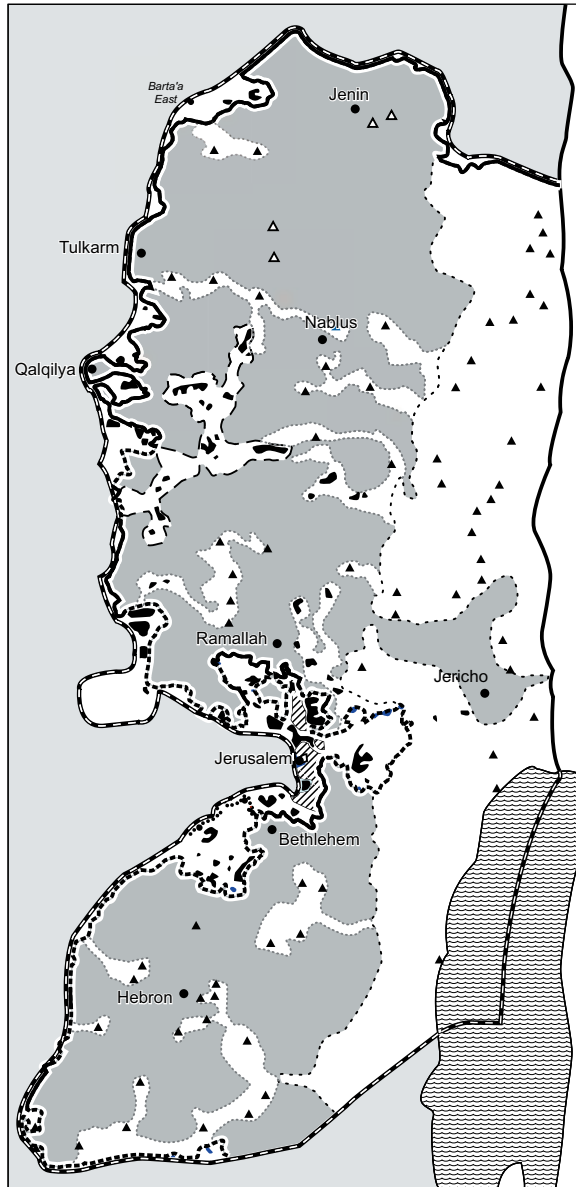 Barta'a
East
Jenin
Tulkarm
Nablus
Qalqilya
Ramallah
Jericho
Jerusalem
Bethlehem
Hebron